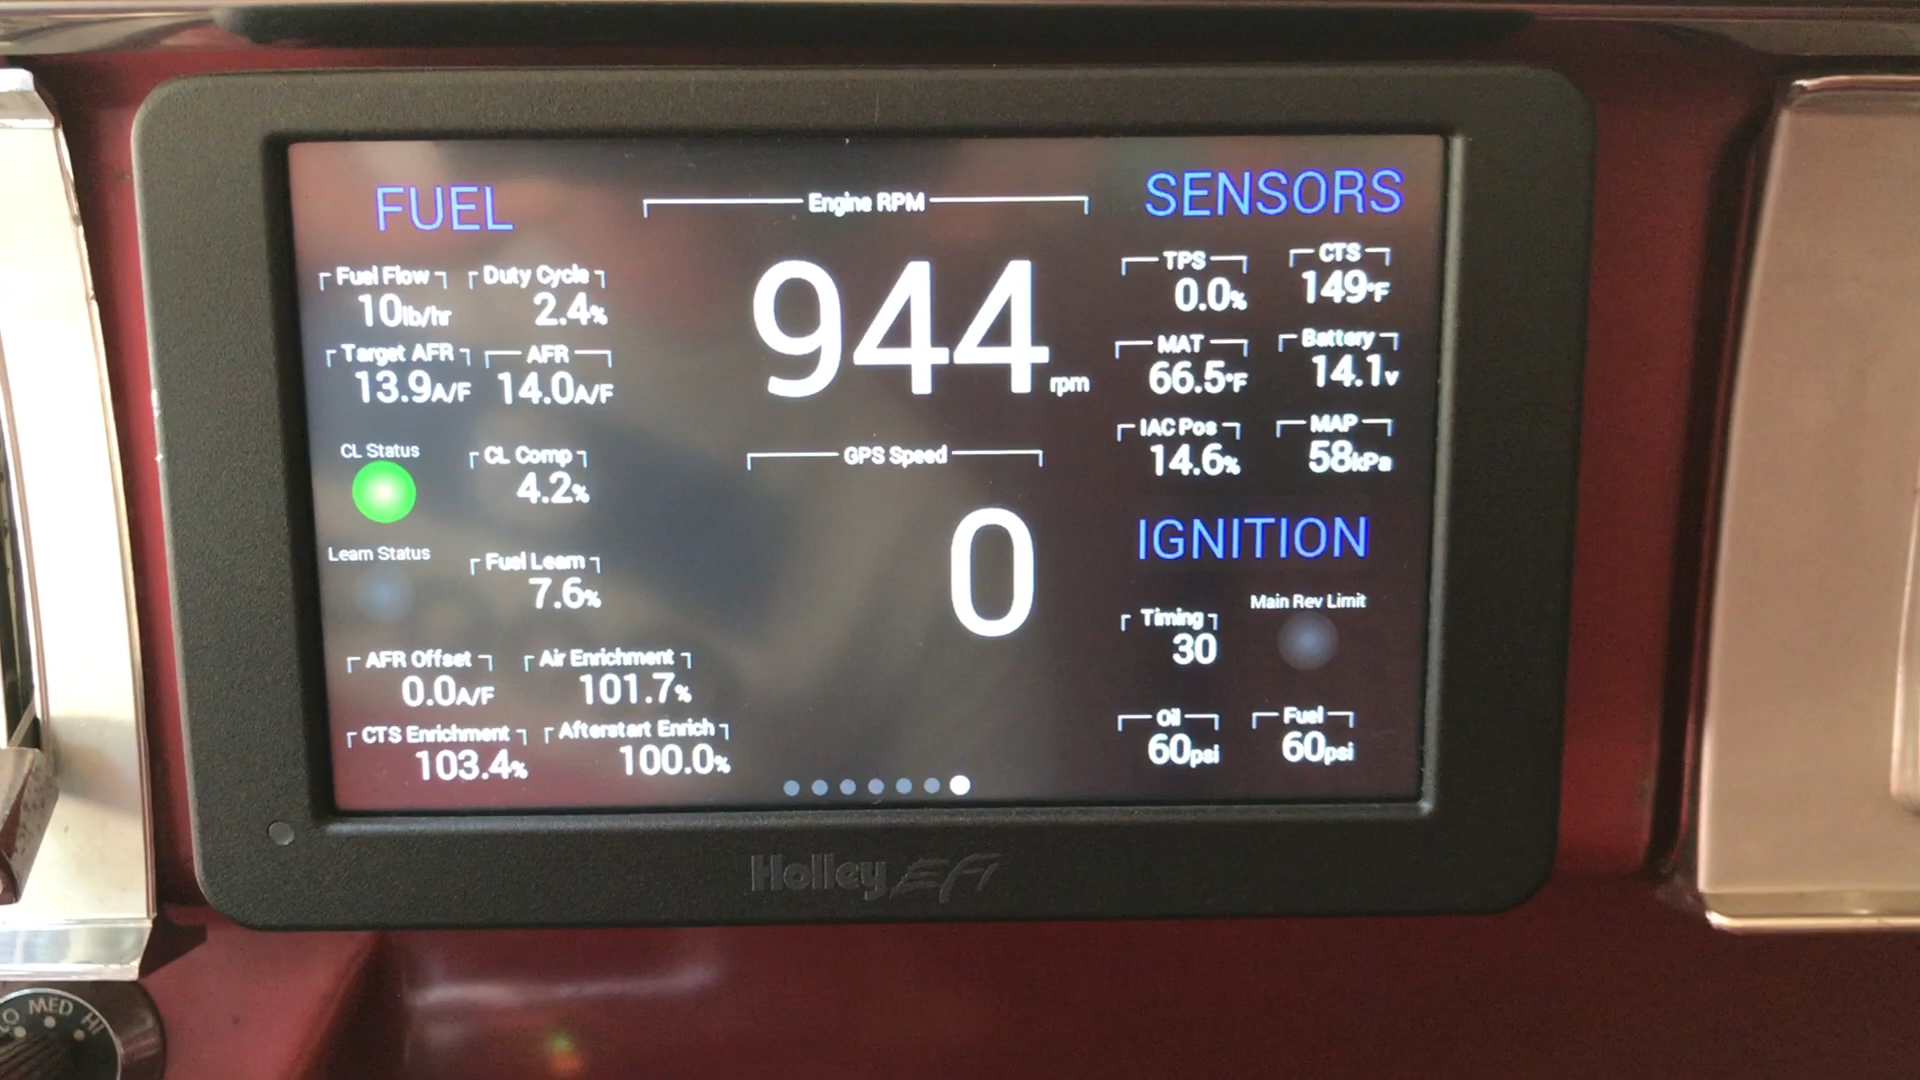 FUEL
Fuel Flow
10lb/hr
Duty Cycle
2.4%
Target AFR
13.9A/F
AFR
14.0A/F
CL Status
CL Comp
4.2%
Learn Status
Fuel Learn
7.6%
AFR Offset
0.0A/F
Air Enrichment
101.7%
CTS Enrichment
103.4%
Afterstart Enrich
100.0%
Engine RPM
944rpm
GPS Speed
0
SENSORS
TPS
0.0%
CTS
149°F
MAT
66.5°F
Battery
14.1v
IAC Pos
14.6%
MAP
58kPa
IGNITION
Timing
30
Main Rev Limit
Oil
60psi
Fuel
60psi
Holley EFI
LO MED HI